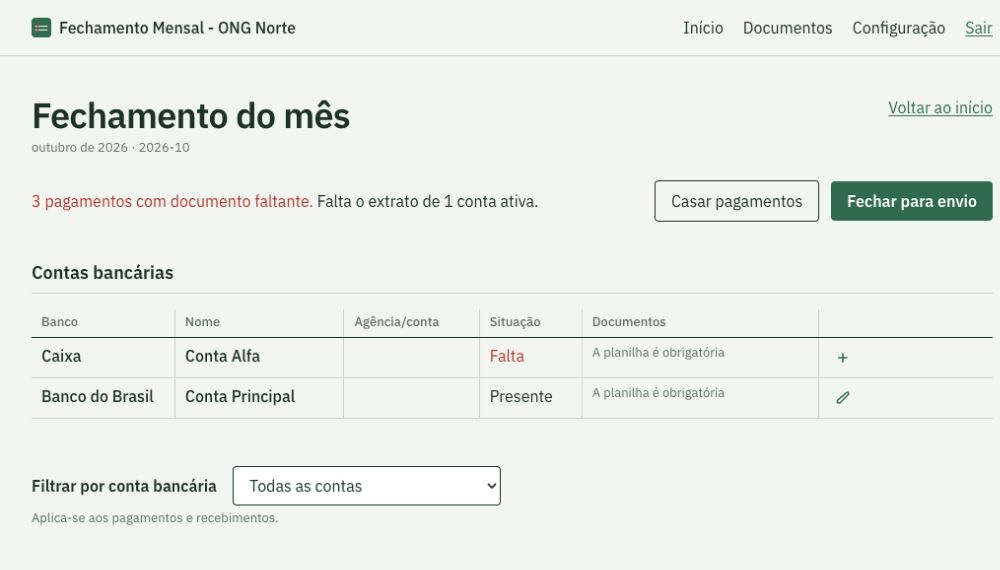 Fechamento Mensal - ONG Norte
Início Documentos Configuração Sair
Fechamento do mês
Voltar ao início
outubro de 2026 · 2026-10
3 pagamentos com documento faltante. Falta o extrato de 1 conta ativa.
Casar pagamentos
Fechar para envio
Contas bancárias
Banco Nome Agência/conta Situação Documentos
Caixa Conta Alfa Falta A planilha é obrigatória +
Banco do Brasil Conta Principal Presente A planilha é obrigatória
Filtrar por conta bancária Todas as contas
Aplica-se aos pagamentos e recebimentos.